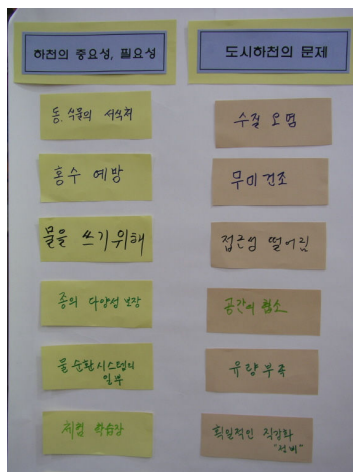 하천의 중요성, 필요성
동.식물의 서식처
홍수 예방
물을 쓰기위해
종의 다양성 보장
물 순환시스템의
일부
체험 학습장
도시하천의 문제
수질 오염
무미건조
접근성 떨어짐
공간이 협소
유량부족
획일적인 직강화
"정비"